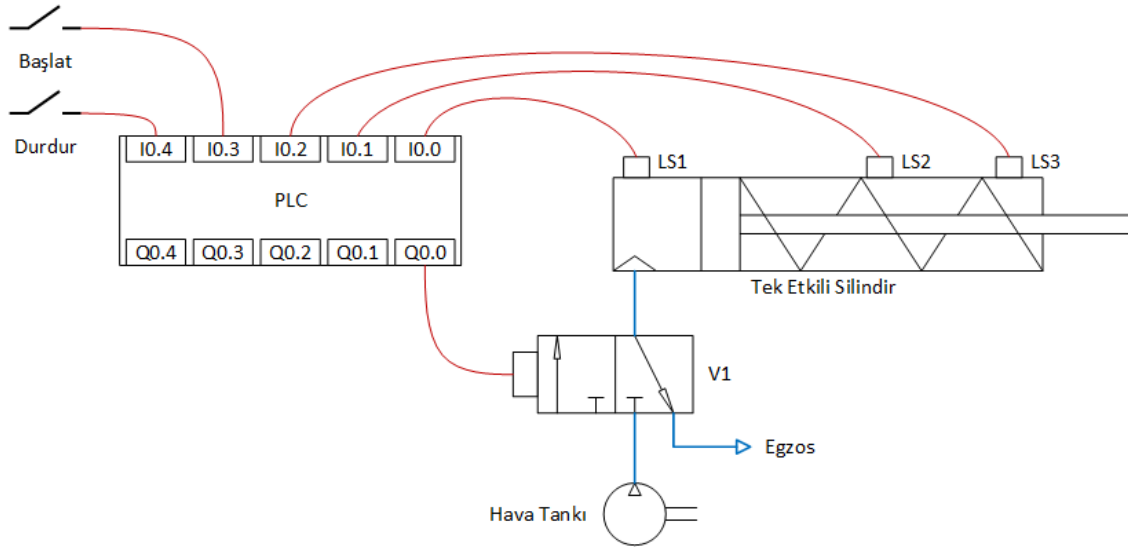 Başlat
Durdur
I0.4 I0.3 I0.2 I0.1 I0.0
PLC
Q0.4 Q0.3 Q0.2 Q0.1 Q0.0
LS1 LS2 LS3
Tek Etkili Silindir
V1
Egzos
Hava Tankı